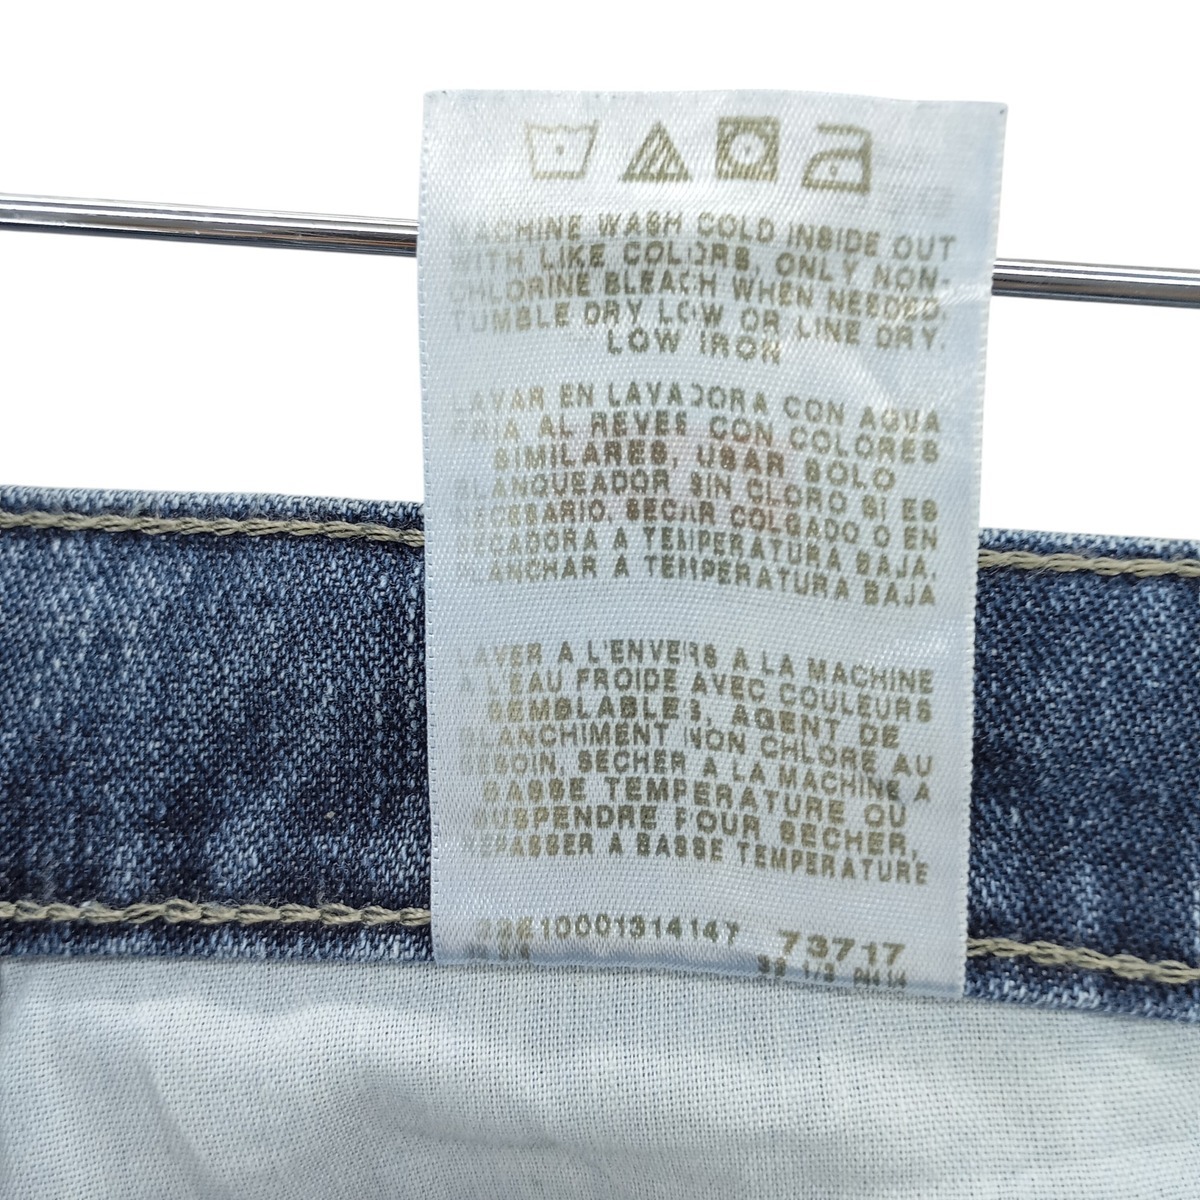 MACHINE WASH COLD INSIDE OUT
WITH LIKE COLORS, ONLY NON-
CHLORINE BLEACH WHEN NEEDED,
TUMBLE DRY LOW OR LINE DRY.
LOW IRON
LAVAR EN LAVADORA CON AGUA
FRIA AL REVES CON COLORES
SIMILARES, USAR SOLO
BLANQUEADOR SIN CLORO SI ES
NECESARIO, SECAR COLGADO O EN
SECADORA A TEMPERATURA BAJA,
PLANCHAR A TEMPERATURA BAJA
LAVER A L'ENVERS A LA MACHINE
A L'EAU FROIDE AVEC COULEURS
SEMBLABLES, AGENT DE
BLANCHIMENT NON CHLORE AU
BESOIN, SECHER A LA MACHINE A
BASSE TEMPERATURE OU
SUSPENDRE POUR SECHER,
REPASSER A BASSE TEMPERATURE
10001314147 73717